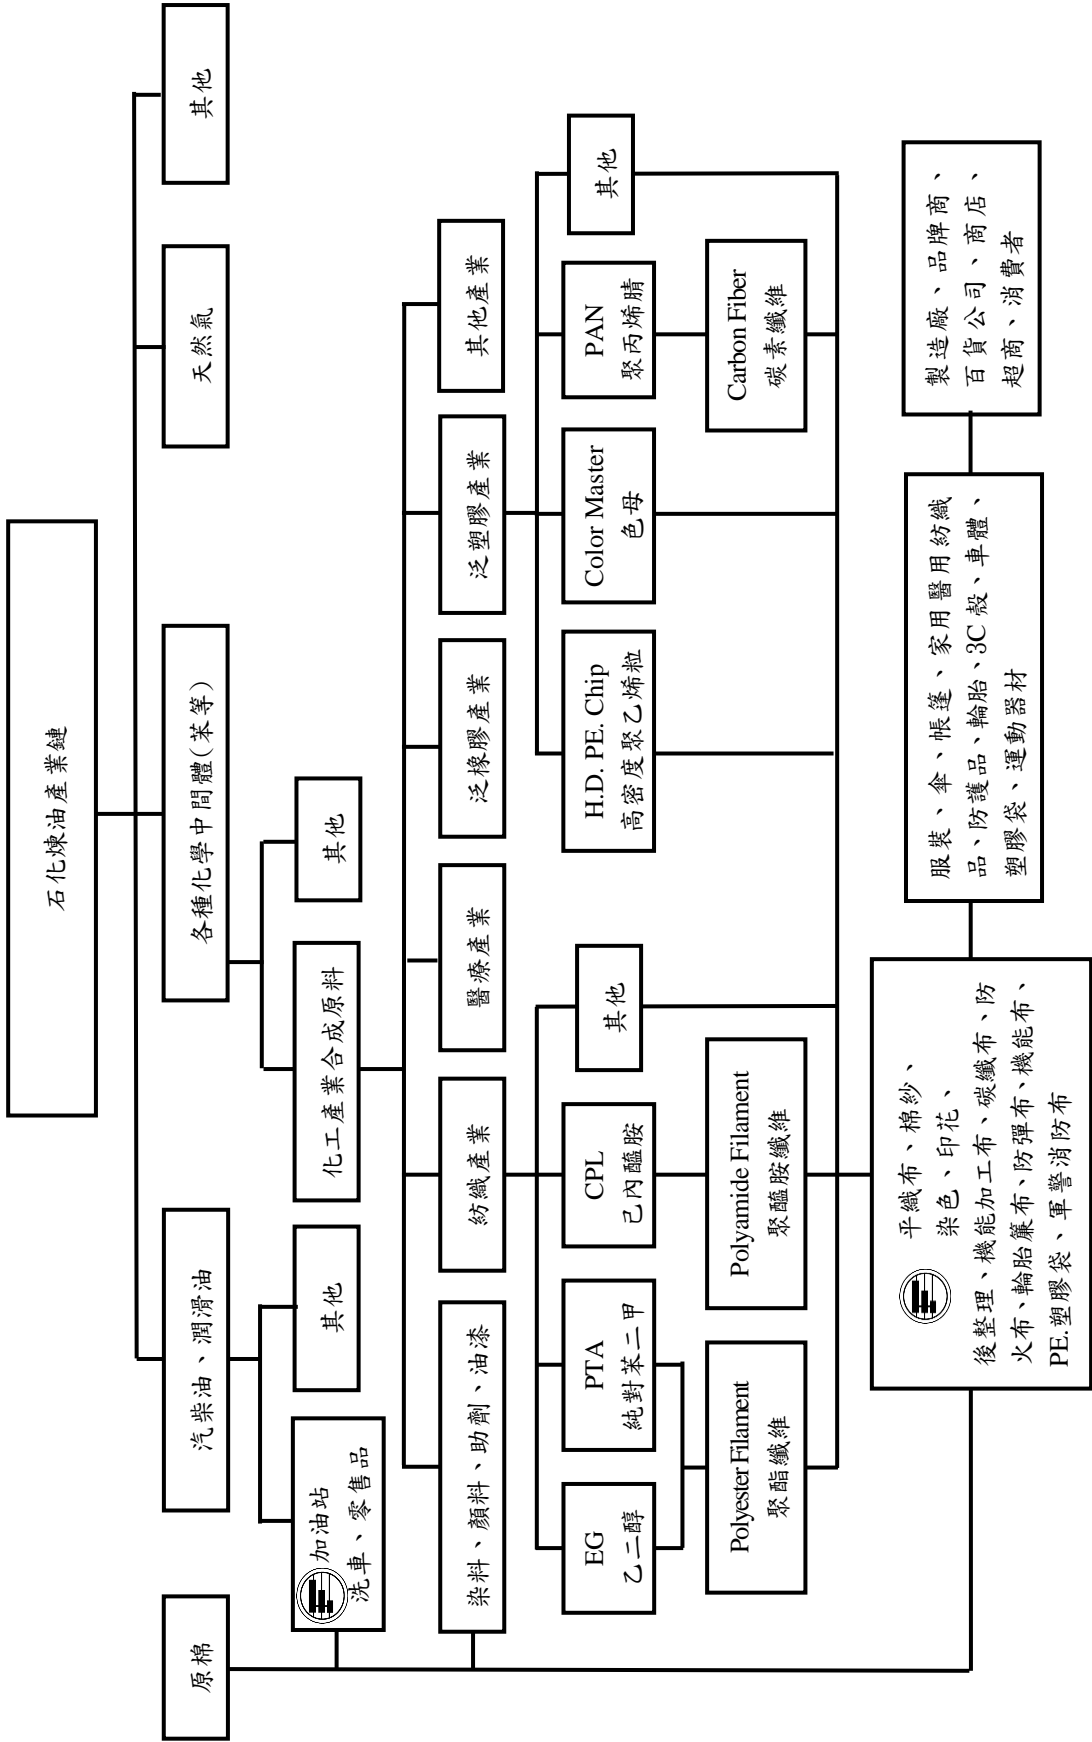 石化煉油產業鏈
原棉
汽柴油、潤滑油
各種化學中間體(苯等)
天然氣
其他
加油站
洗車、零售品
其他
化工產業合成原料
其他
染料、顏料、助劑、油漆
紡織產業
醫療產業
泛橡膠產業
泛塑膠產業
其他產業
EG
乙二醇
PTA
純對苯二甲
CPL
己內醯胺
其他
H.D. PE. Chip
高密度聚乙烯粒
Color Master
色母
PAN
聚丙烯腈
其他
Polyester Filament
聚酯纖維
Polyamide Filament
聚醯胺纖維
Carbon Fiber
碳素纖維
平織布、棉紗、
染色、印花、
後整理、機能加工布、碳纖布、防
火布、輪胎簾布、防彈布、機能布、
PE.塑膠袋、軍警消防布
服裝、傘、帳篷、家用醫用紡織
品、防護品、輪胎、3C 殼、車體、
塑膠袋、運動器材
製造廠、品牌商、
百貨公司、商店、
超商、消費者